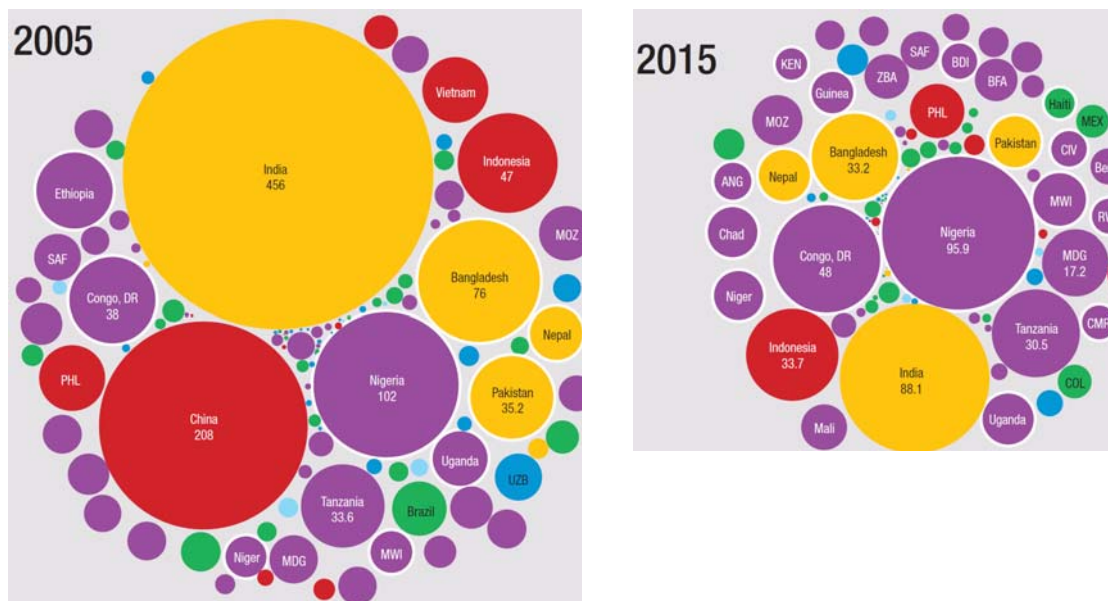 2005
India
456
Vietnam
Indonesia
47
Ethiopia
MOZ
SAF
Bangladesh
76
Congo, DR
38
Nepal
PHL
Nigeria
102
Pakistan
35.2
China
208
Uganda
UZB
Tanzania
33.6
Brazil
Niger
MDG
MWI
2015
KEN
SAF
BDI
ZBA
BFA
Guinea
PHL
Haiti
MEX
MOZ
Bangladesh
33.2
Pakistan
CIV
Nepal
ANG
MWI
Chad
Nigeria
95.9
Congo, DR
48
MDG
17.2
Niger
Tanzania
30.5
CMR
Indonesia
33.7
India
88.1
COL
Mali
Uganda